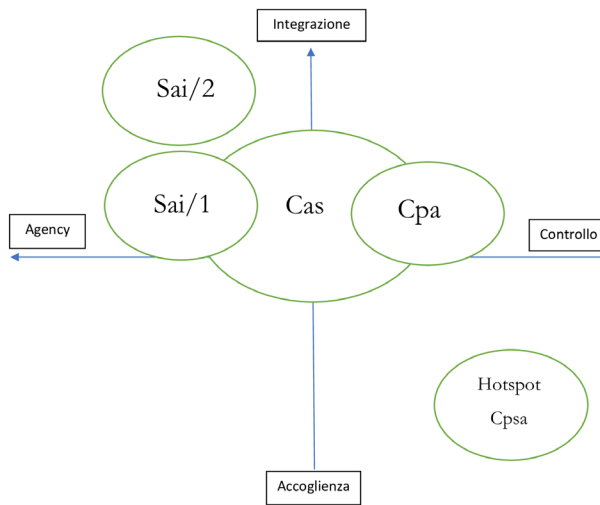 Integrazione
Sai/2
Sai/1
Cas
Cpa
Agency
Controllo
Hotspot
Cpsa
Accoglienza